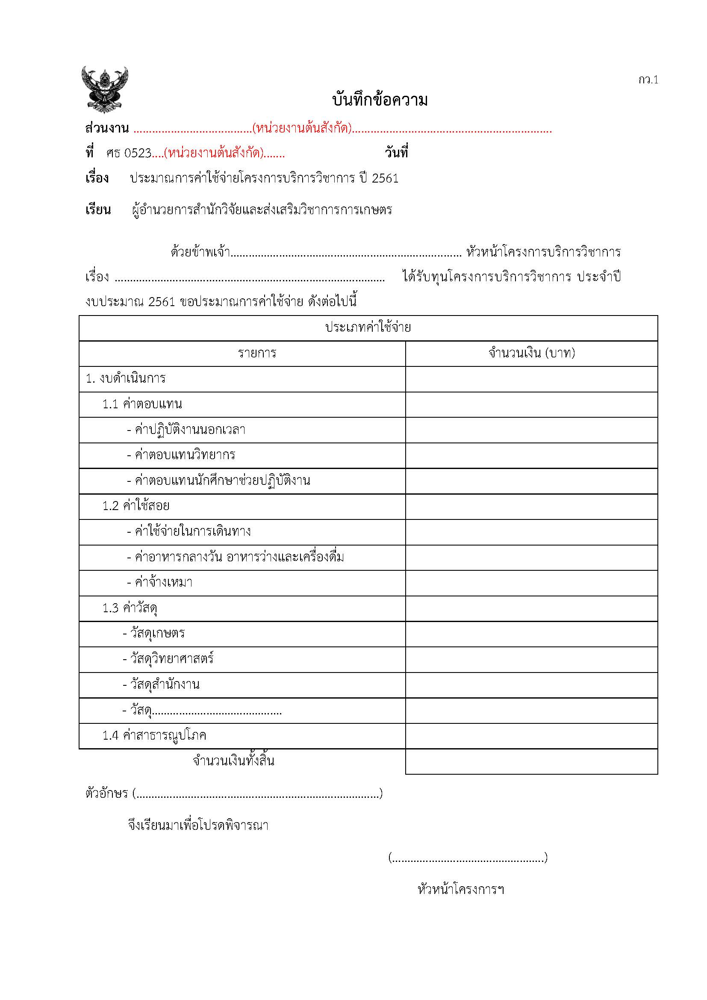 กว.1
บันทึกข้อความ
ส่วนงาน ......................................(หน่วยงานต้นสังกัด)................................................................
ที่ ศธ 0523....(หน่วยงานต้นสังกัด)....... วันที่
เรื่อง ประมาณการค่าใช้จ่ายโครงการบริการวิชาการ ปี 2561
เรียน ผู้อำนวยการสำนักวิจัยและส่งเสริมวิชาการการเกษตร
ด้วยข้าพเจ้า............................................................................ หัวหน้าโครงการบริการวิชาการ
เรื่อง ......................................................................................... ได้รับทุนโครงการบริการวิชาการ ประจำปี
งบประมาณ 2561 ขอประมาณการค่าใช้จ่าย ดังต่อไปนี้
ประเภทค่าใช้จ่าย
รายการ จำนวนเงิน (บาท)
1. งบดำเนินการ
1.1 ค่าตอบแทน
- ค่าปฏิบัติงานนอกเวลา
- ค่าตอบแทนวิทยากร
- ค่าตอบแทนนักศึกษาช่วยปฏิบัติงาน
1.2 ค่าใช้สอย
- ค่าใช้จ่ายในการเดินทาง
- ค่าอาหารกลางวัน อาหารว่างและเครื่องดื่ม
- ค่าจ้างเหมา
1.3 ค่าวัสดุ
- วัสดุเกษตร
- วัสดุวิทยาศาสตร์
- วัสดุสำนักงาน
- วัสดุ...........................................
1.4 ค่าสาธารณูปโภค
จำนวนเงินทั้งสิ้น
ตัวอักษร (................................................................................)
จึงเรียนมาเพื่อโปรดพิจารณา
(..................................................)
หัวหน้าโครงการฯ